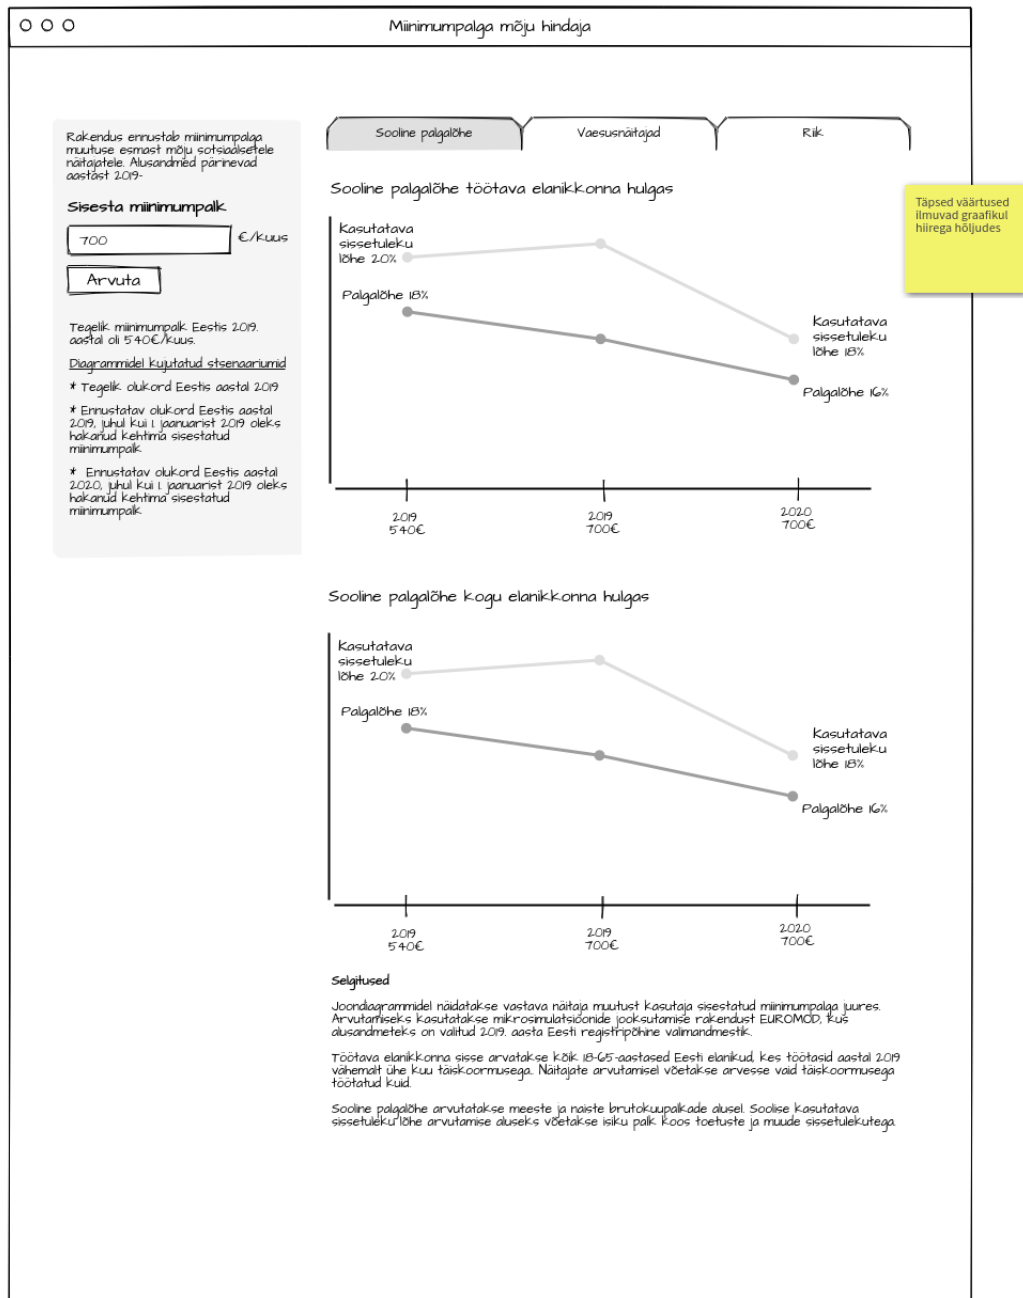 Miinimumpalga mõju hindaja
Rakendus ennustab miinimumpalga
muutuse esmast mõju sotsiaalsetele
näitajatele. Alusandmed pärinevad
aastast 2019-
Sisesta miinimumpalk
700
€/kuus
Arvuta
Tegelik miinimumpalk Eestis 2019.
aastal oli 540€/kuus.
Diagrammidel kujutatud stsenaariumid
* Tegelik olukord Eestis aastal 2019
* Ennustatav olukord Eestis aastal
2019, juhul kui 1. jaanuarist 2019 oleks
hakanud kehtima sisestatud
miinimumpalk
* Ennustatav olukord Eestis aastal
2020, juhul kui 1. jaanuarist 2019 oleks
hakanud kehtima sisestatud
miinimumpalk
Sooline palgalõhe
Vaesusnäitajad
Riik
Sooline palgalõhe töötava elanikkonna hulgas
Täpsed väärtused
ilmuvad graafikul
hiirega hõljudes
Kasutatava
sissetuleku
lõhe 20%
Palgalõhe 18%
Kasutatava
sissetuleku
lõhe 18%
Palgalõhe 16%
2019
540€
2019
700€
2020
700€
Sooline palgalõhe kogu elanikkonna hulgas
Kasutatava
sissetuleku
lõhe 20%
Palgalõhe 18%
Kasutatava
sissetuleku
lõhe 18%
Palgalõhe 16%
2019
540€
2019
700€
2020
700€
Selgitused
Joondiagrammidel näidatakse vastava näitaja muutust kasutaja sisestatud miinimumpalga juures.
Arvutamiseks kasutatakse mikrosimulatsioonide jooksutamise rakendust EUROMOD, kus
alusandmeteks on valitud 2019. aasta Eesti registripõhine valimandmestik.
Töötava elanikkonna sisse arvatakse kõik 18-65-aastased Eesti elanikud, kes töötasid aastal 2019
vähemalt ühe kuu täiskoormusega. Näitajate arvutamisel võetakse arvesse vaid täiskoormusega
töötatud kuid.
Sooline palgalõhe arvutatakse meeste ja naiste brutokuupalkade alusel. Soolise kasutatava
sissetuleku lõhe arvutamise aluseks võetakse isiku palk koos toetuste ja muude sissetulekutega.